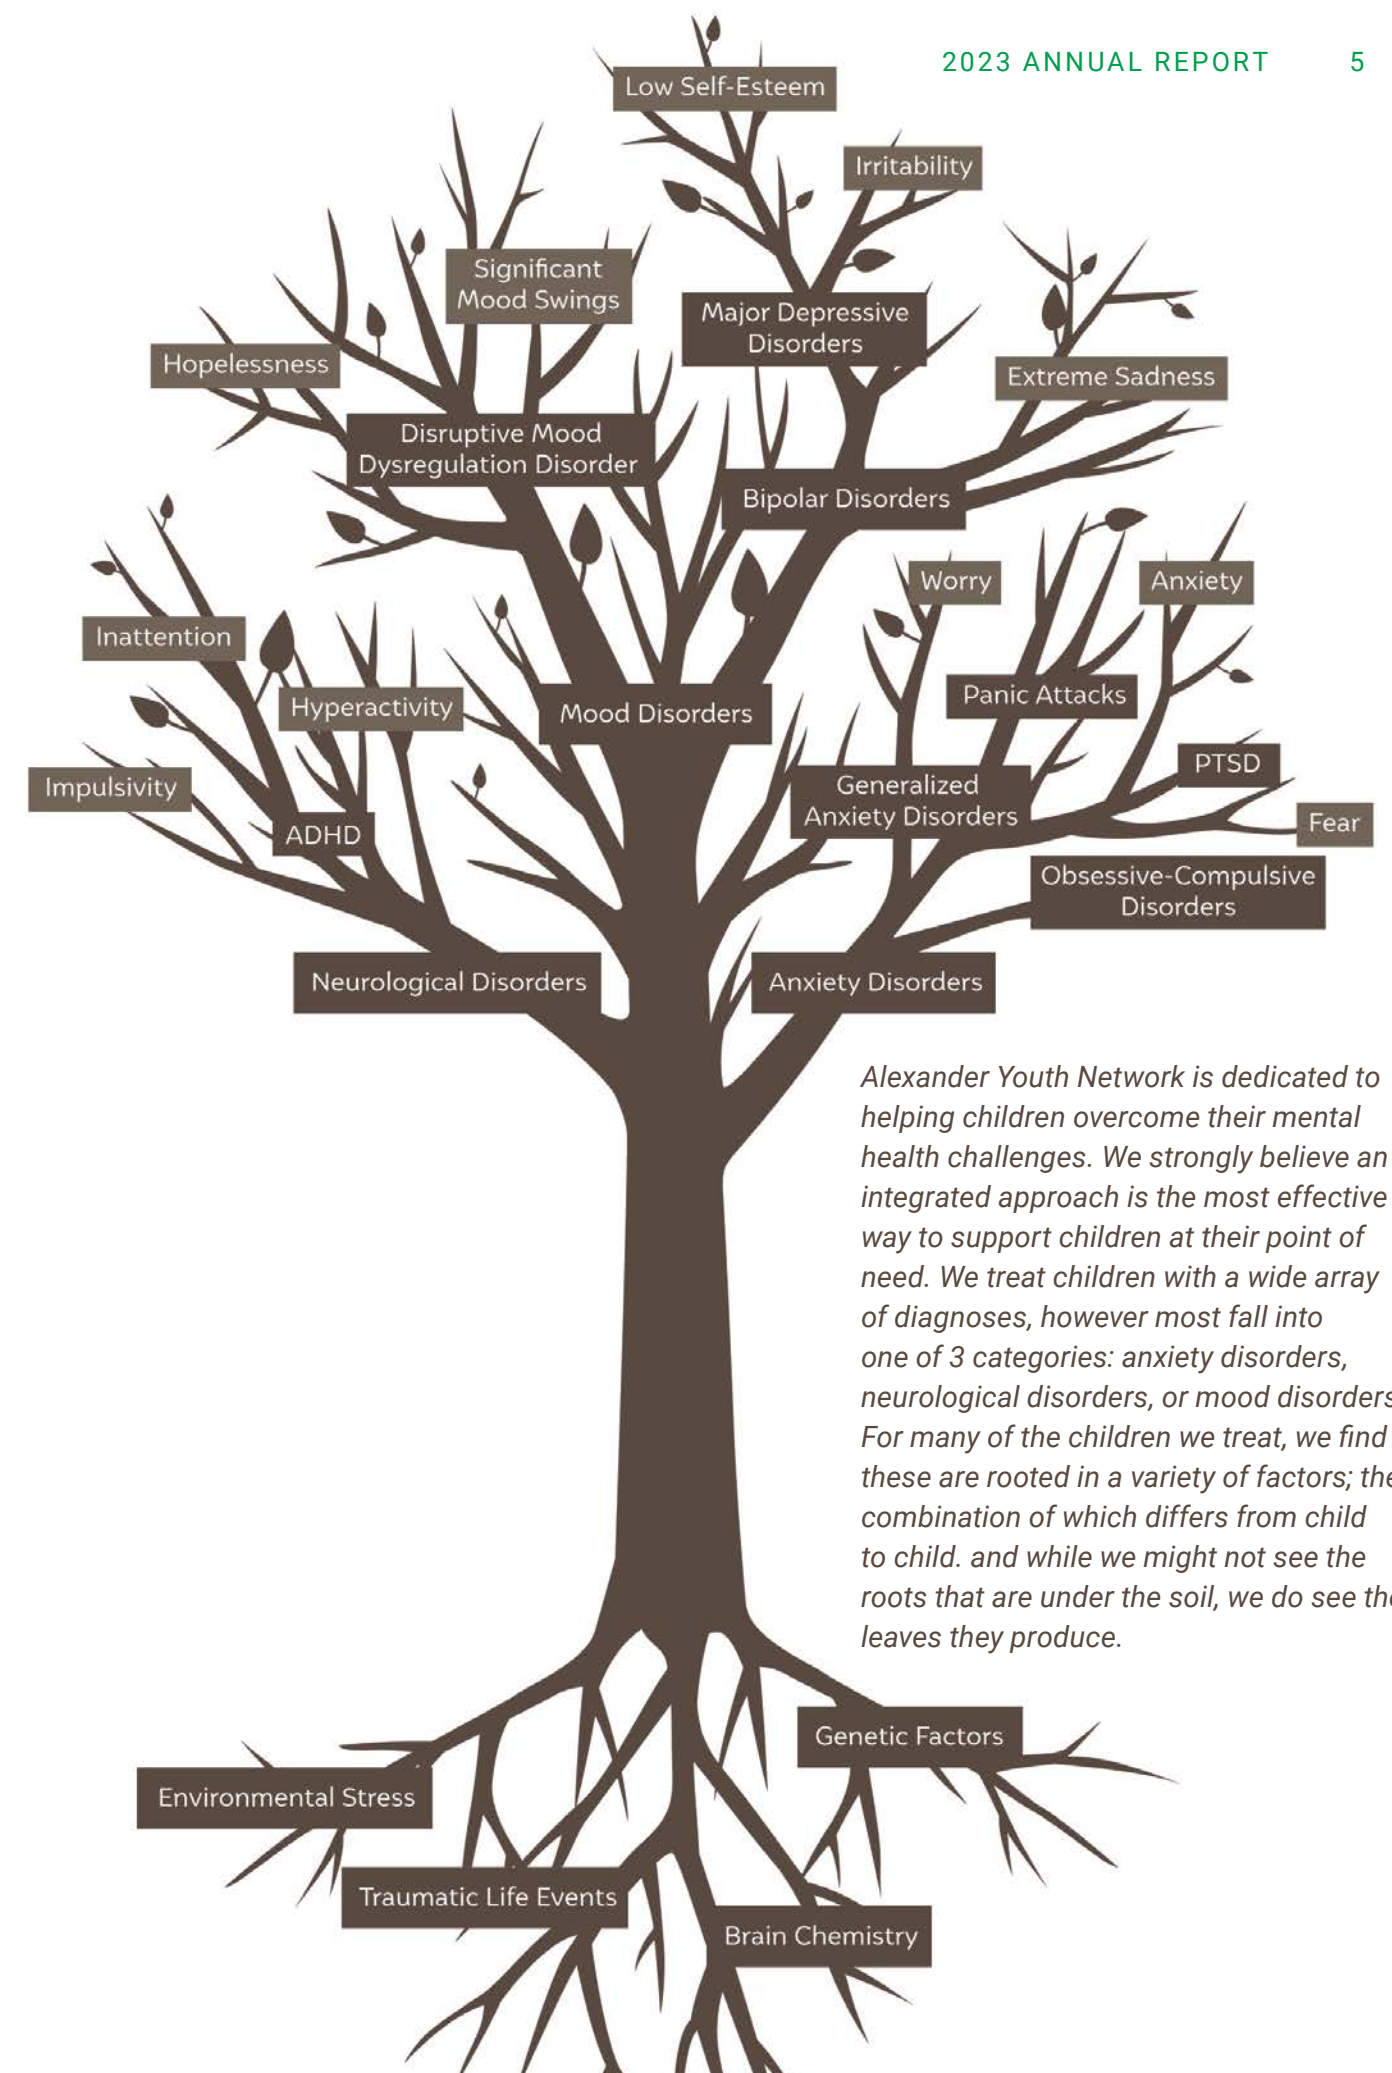 2023 ANNUAL REPORT 5
Low Self-Esteem
Irritability
Significant
Mood Swings
Major Depressive
Disorders
Hopelessness
Extreme Sadness
Disruptive Mood
Dysregulation Disorder
Bipolar Disorders
Worry
Anxiety
Inattention
Hyperactivity
Mood Disorders
Panic Attacks
Impulsivity
ADHD
Generalized
Anxiety Disorders
PTSD
Fear
Obsessive-Compulsive
Disorders
Neurological Disorders
Anxiety Disorders
Alexander Youth Network is dedicated to
helping children overcome their mental
health challenges. We strongly believe an
integrated approach is the most effective
way to support children at their point of
need. We treat children with a wide array
of diagnoses, however most fall into
one of 3 categories: anxiety disorders,
neurological disorders, or mood disorders
For many of the children we treat, we find
these are rooted in a variety of factors; the
combination of which differs from child
to child. and while we might not see the
roots that are under the soil, we do see the
leaves they produce.
Genetic Factors
Environmental Stress
Traumatic Life Events
Brain Chemistry